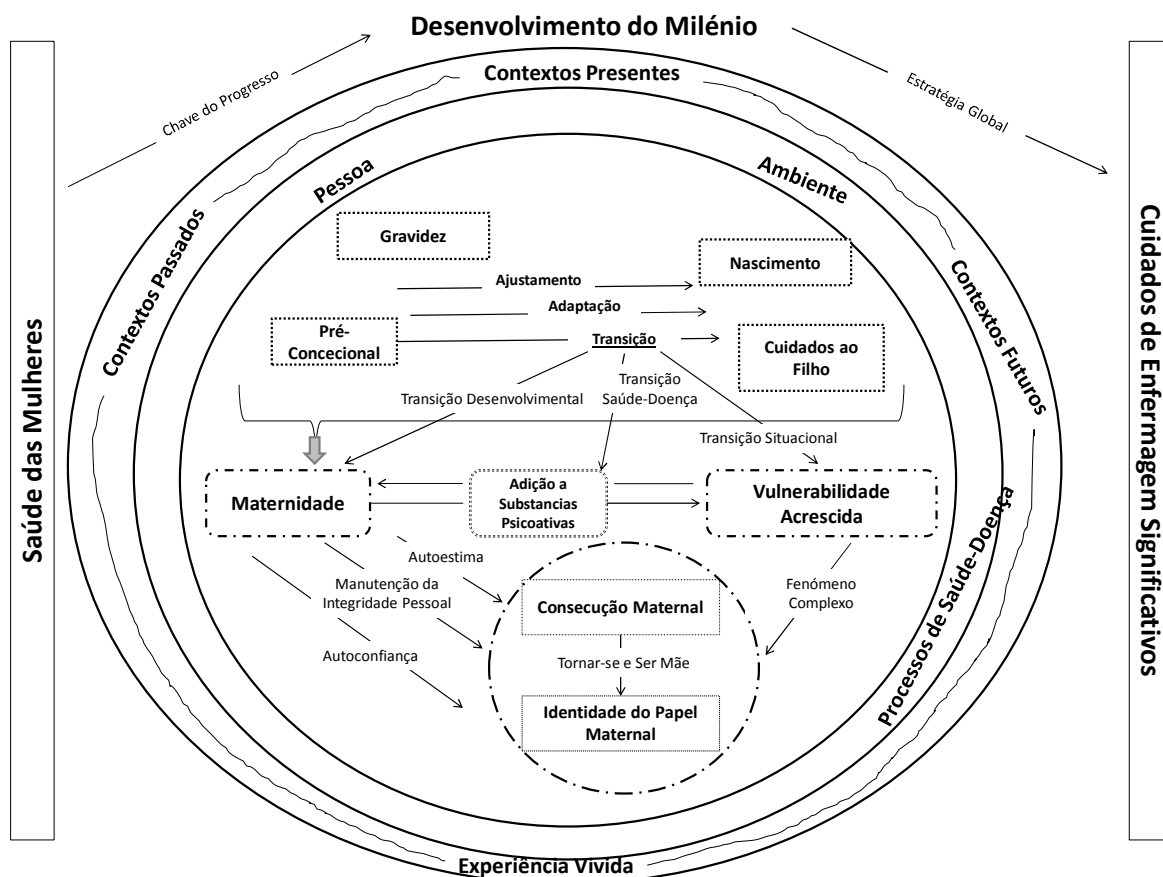 Desenvolvimento do Milénio
Chave do Progresso
Estratégia Global
Saúde das Mulheres
Cuidados de Enfermagem Significativos
Contextos Presentes
Contextos Passados
Contextos Futuros
Pessoa
Ambiente
Gravidez
Nascimento
Ajustamento
Adaptação
Pré-
Concecional
Transição
Cuidados ao
Filho
Transição Desenvolvimental
Transição
Saúde-Doença
Transição Situacional
Maternidade
Adição a
Substancias
Psicoativas
Vulnerabilidade
Acrescida
Autoestima
Manutenção da
Integridade Pessoal
Autoconfiança
Consecução Maternal
Tornar-se e Ser Mãe
Identidade do Papel
Maternal
Fenómeno
Complexo
Processos de Saúde-Doença
Experiência Vivida